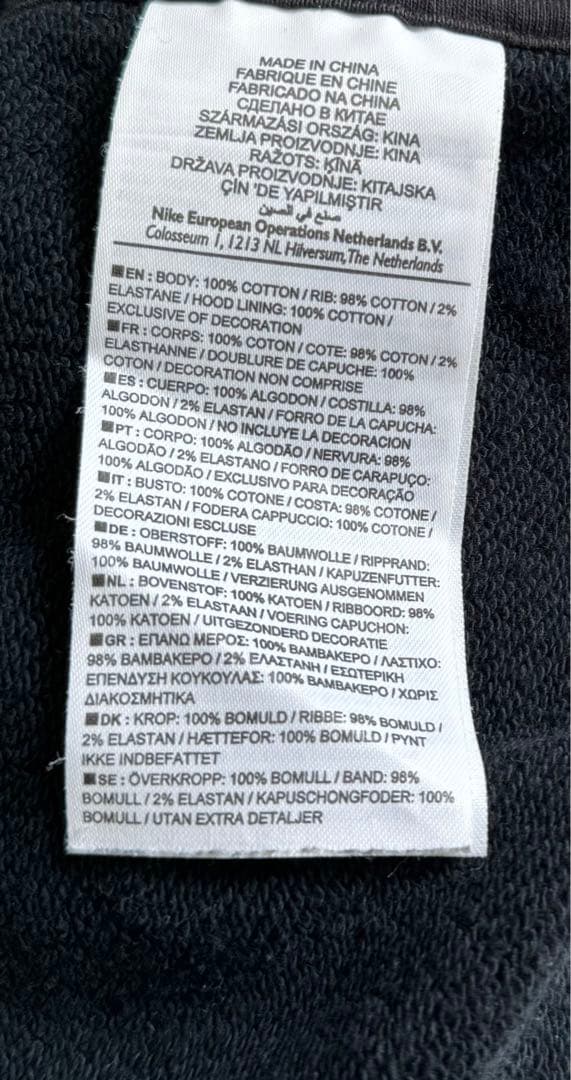 MADE IN CHINA
FABRIQUE EN CHINE
FABRICADO NA CHINA
СДЕЛАНО В КИТАЕ
SZÁRMAZÁSI ORSZÁG: KINA
ZEMLJA PROIZVODNJE: KINA
RAŽOTS: ĶĪNĀ
DRŽAVA PROIZVODNJE: KITAJSKA
ÇİN 'DE YAPILMIŞTIR
صنع في الصين
Nike European Operations Netherlands B.V.
Colosseum 1, 1213 NL Hilversum, The Netherlands
EN : BODY: 100% COTTON / RIB: 98% COTTON / 2%
ELASTANE / HOOD LINING: 100% COTTON /
EXCLUSIVE OF DECORATION
FR : CORPS: 100% COTON / COTE: 98% COTON / 2%
ELASTHANNE / DOUBLURE DE CAPUCHE: 100%
COTON / DECORATION NON COMPRISE
ES : CUERPO: 100% ALGODON / COSTILLA: 98%
ALGODON / 2% ELASTAN / FORRO DE LA CAPUCHA:
100% ALGODON / NO INCLUYE LA DECORACION
PT : CORPO: 100% ALGODÃO / NERVURA: 98%
ALGODÃO / 2% ELASTANO / FORRO DE CARAPUÇO:
100% ALGODÃO / EXCLUSIVO PARA DECORAÇÃO
IT : BUSTO: 100% COTONE / COSTA: 98% COTONE /
2% ELASTAN / FODERA CAPPUCCIO: 100% COTONE /
DECORAZIONI ESCLUSE
DE : OBERSTOFF: 100% BAUMWOLLE / RIPPRAND:
98% BAUMWOLLE / 2% ELASTHAN / KAPUZENFUTTER:
100% BAUMWOLLE / VERZIERUNG AUSGENOMMEN
NL : BOVENSTOF: 100% KATOEN / RIBBOORD: 98%
KATOEN / 2% ELASTAAN / VOERING CAPUCHON:
100% KATOEN / UITGEZONDERD DECORATIE
GR : ΕΠΑΝΩ ΜΕΡΟΣ: 100% ΒΑΜΒΑΚΕΡΟ / ΛΑΣΤΙΧΟ:
98% ΒΑΜΒΑΚΕΡΟ / 2% ΕΛΑΣΤΑΝΗ / ΕΣΩΤΕΡΙΚΗ
ΕΠΕΝΔΥΣΗ ΚΟΥΚΟΥΛΑΣ: 100% ΒΑΜΒΑΚΕΡΟ / ΧΩΡΙΣ
ΔΙΑΚΟΣΜΗΤΙΚΑ
DK : KROP: 100% BOMULD / RIBBE: 98% BOMULD /
2% ELASTAN / HÆTTEFOR: 100% BOMULD / PYNT
IKKE INDBEFATTET
SE : ÖVERKROPP: 100% BOMULL / BAND: 98%
BOMULL / 2% ELASTAN / KAPUSCHONGFODER: 100%
BOMULL / UTAN EXTRA DETALJER